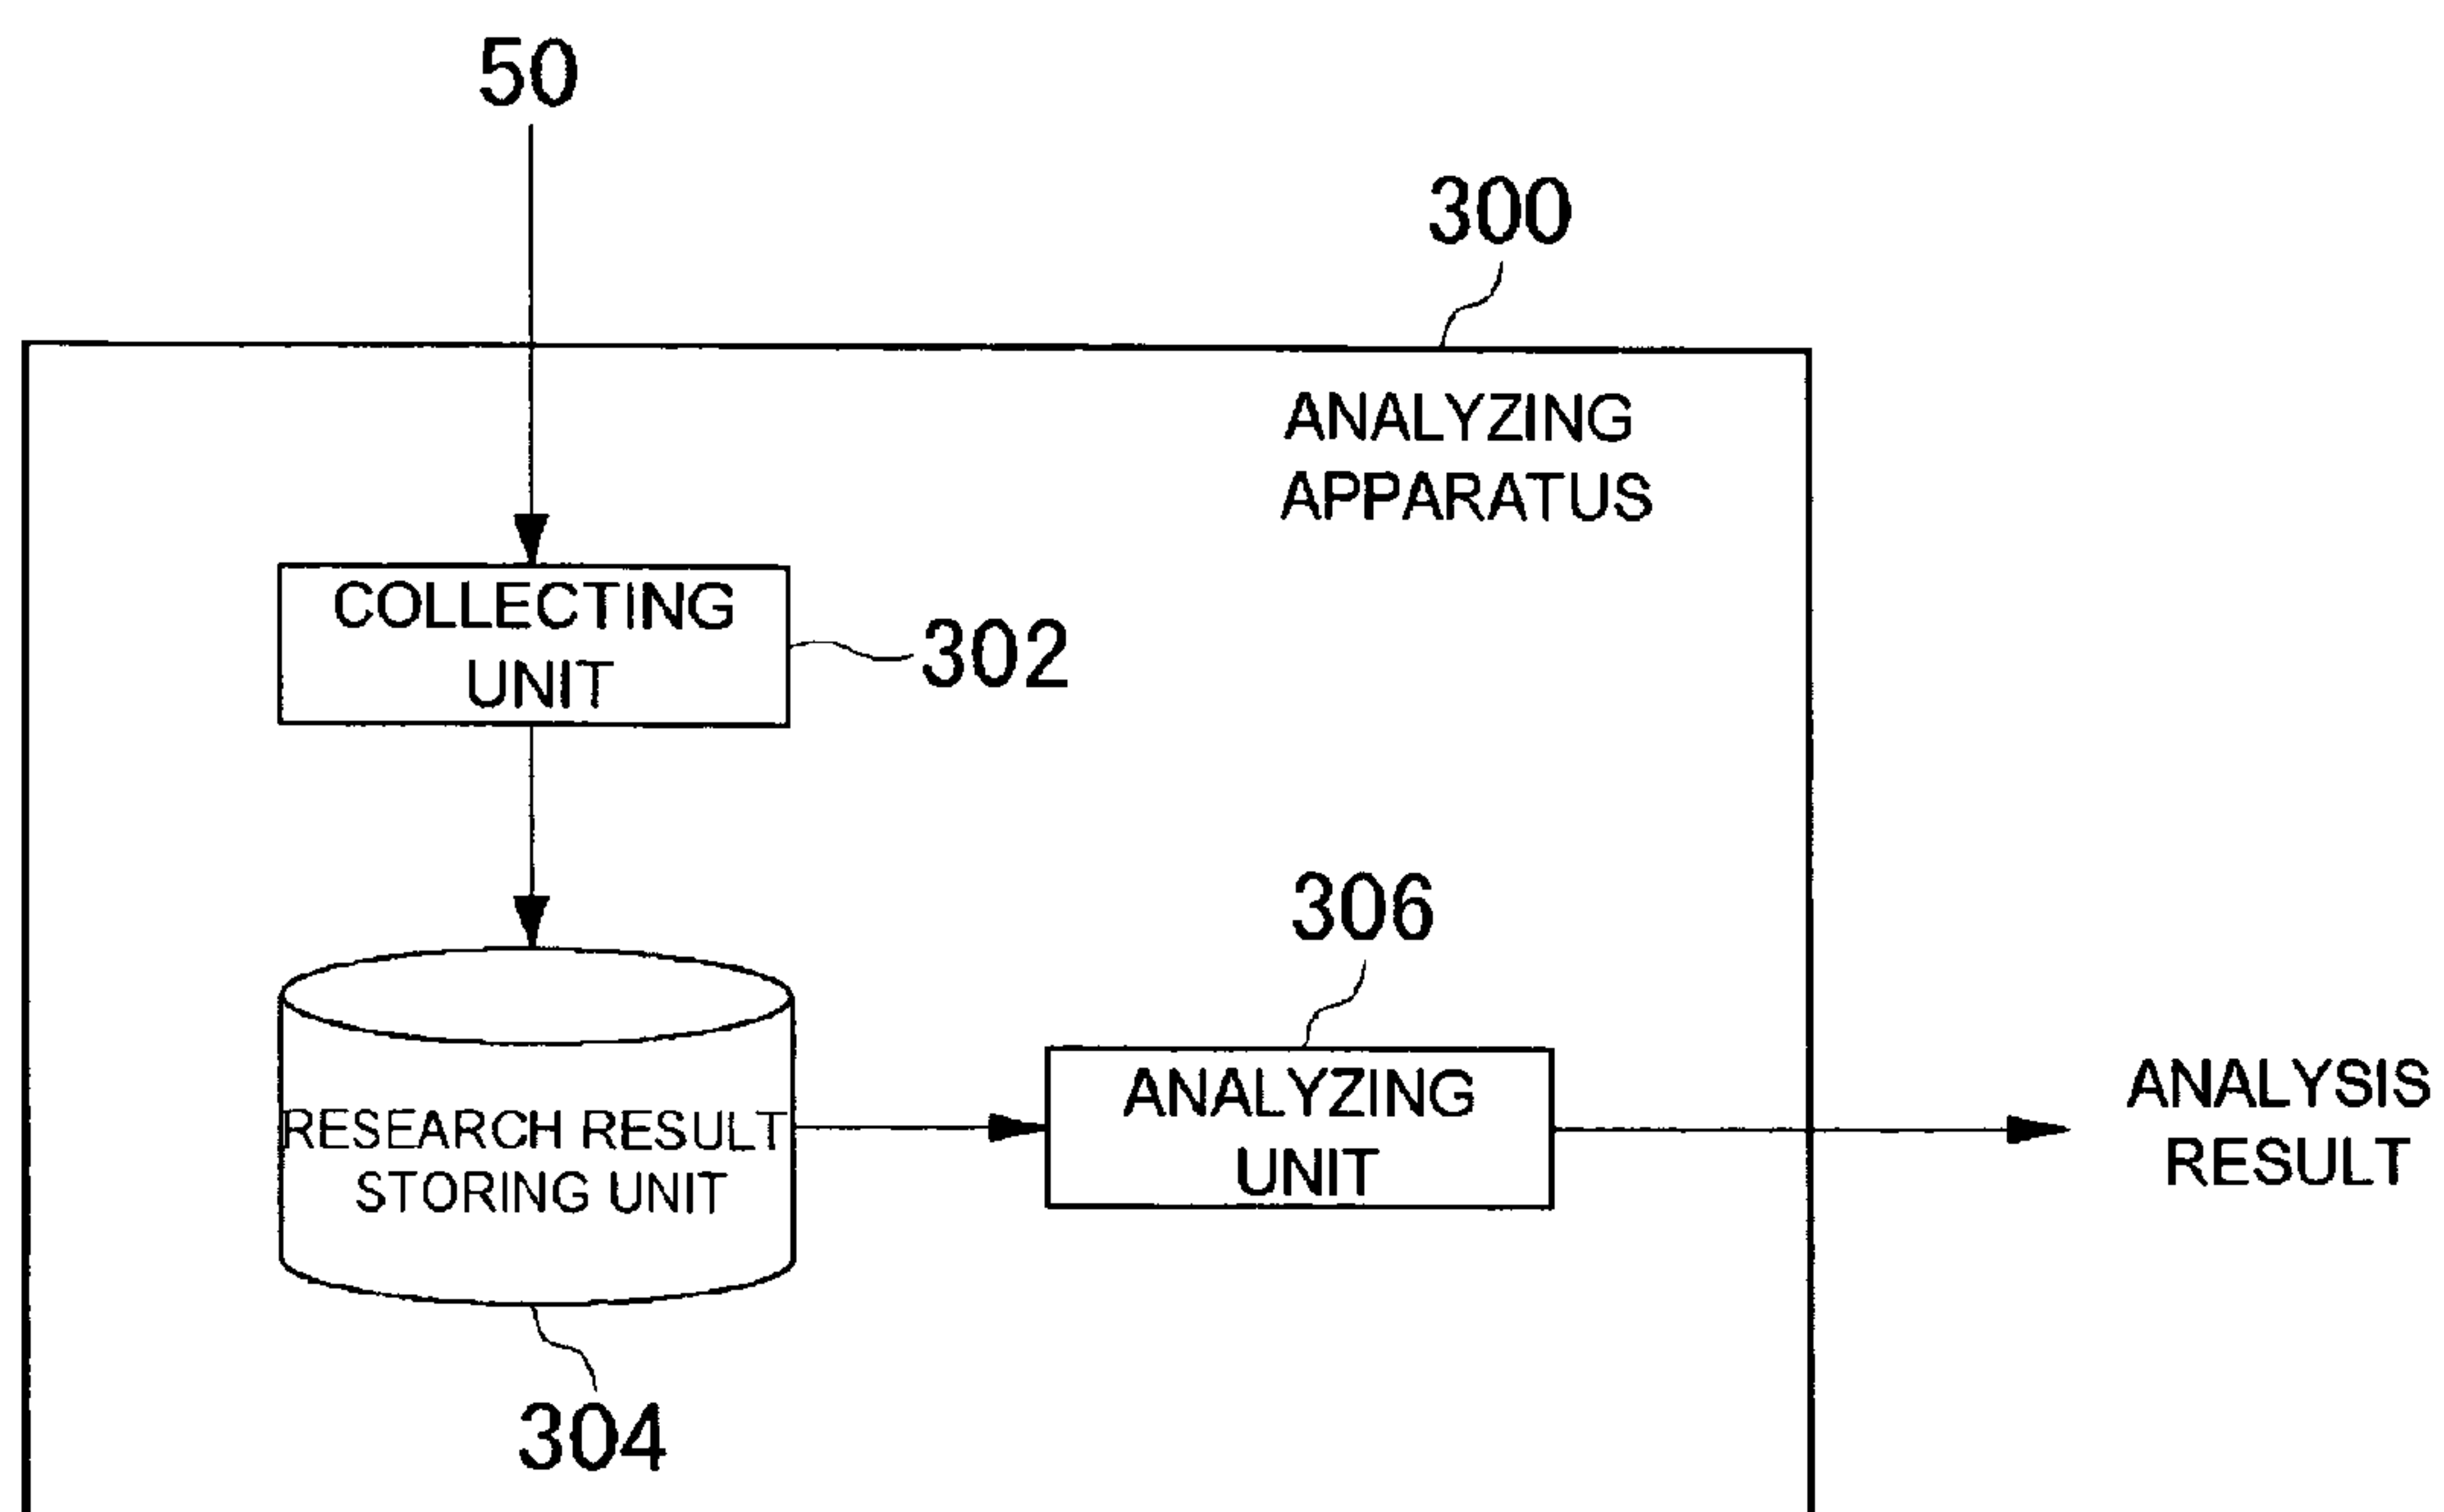 50
300
ANALYZING
APPARATUS
COLLECTING
UNIT
302
306
RESEARCH RESULT
STORING UNIT
ANALYZING
UNIT
ANALYSIS
RESULT
304